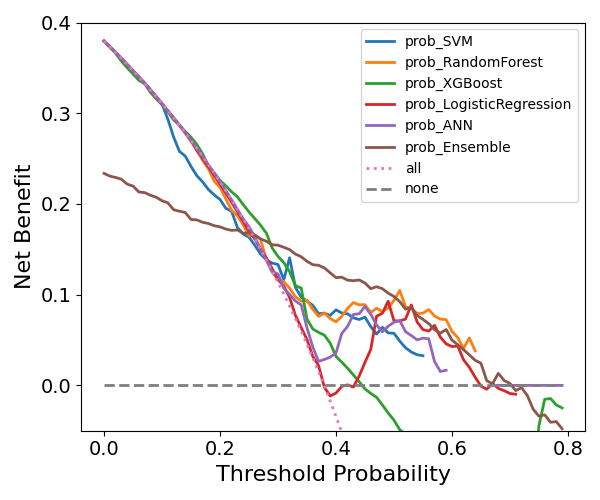 0.4
0.3
0.2
0.1
0.0
Net Benefit
prob_SVM
prob_RandomForest
prob_XGBoost
prob_LogisticRegression
prob_ANN
prob_Ensemble
all
none
0.0 0.2 0.4 0.6 0.8
Threshold Probability